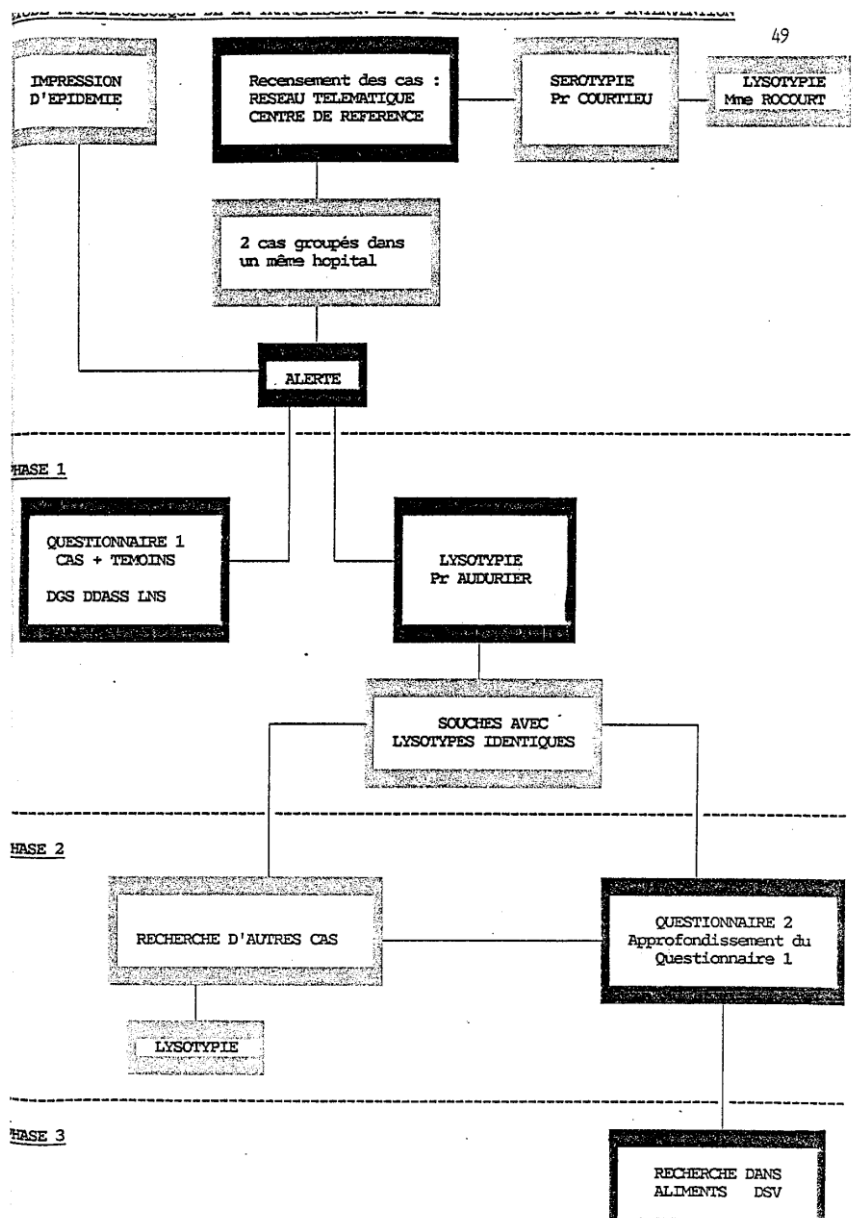 49
IMPRESSION
D'EPIDEMIE
Recensement des cas :
RESEAU TELEMATIQUE
CENTRE DE REFERENCE
SEROTYPIE
Pr COURTIEU
LYSOTYPIE
Mme ROCOURT
2 cas groupés dans
un même hopital
ALERTE
HASE 1
QUESTIONNAIRE 1
CAS + TEMOINS
DGS DDASS LNS
LYSOTYPIE
Pr AUDURIER
SOUCHES AVEC
LYSOTYPES IDENTIQUES
HASE 2
RECHERCHE D'AUTRES CAS
QUESTIONNAIRE 2
Approfondissement du
Questionnaire 1
LYSOTYPIE
HASE 3
RECHERCHE DANS
ALIMENTS DSV